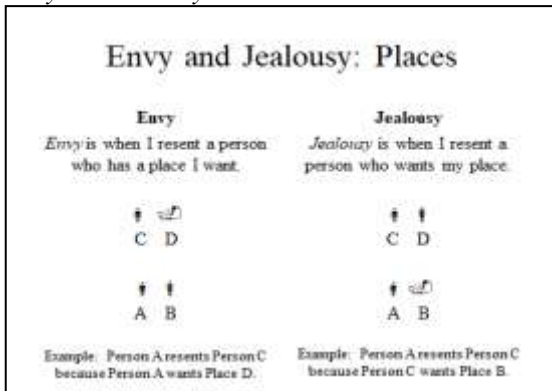 Envy and Jealousy: Places
Envy
Envy is when I resent a person
who has a place I want.
C D
A B
Example: Person A resents Person C
because Person A wants Place D.
Jealousy
Jealousy is when I resent a
person who wants my place.
C D
A B
Example: Person A resents Person C
because Person C wants Place B.